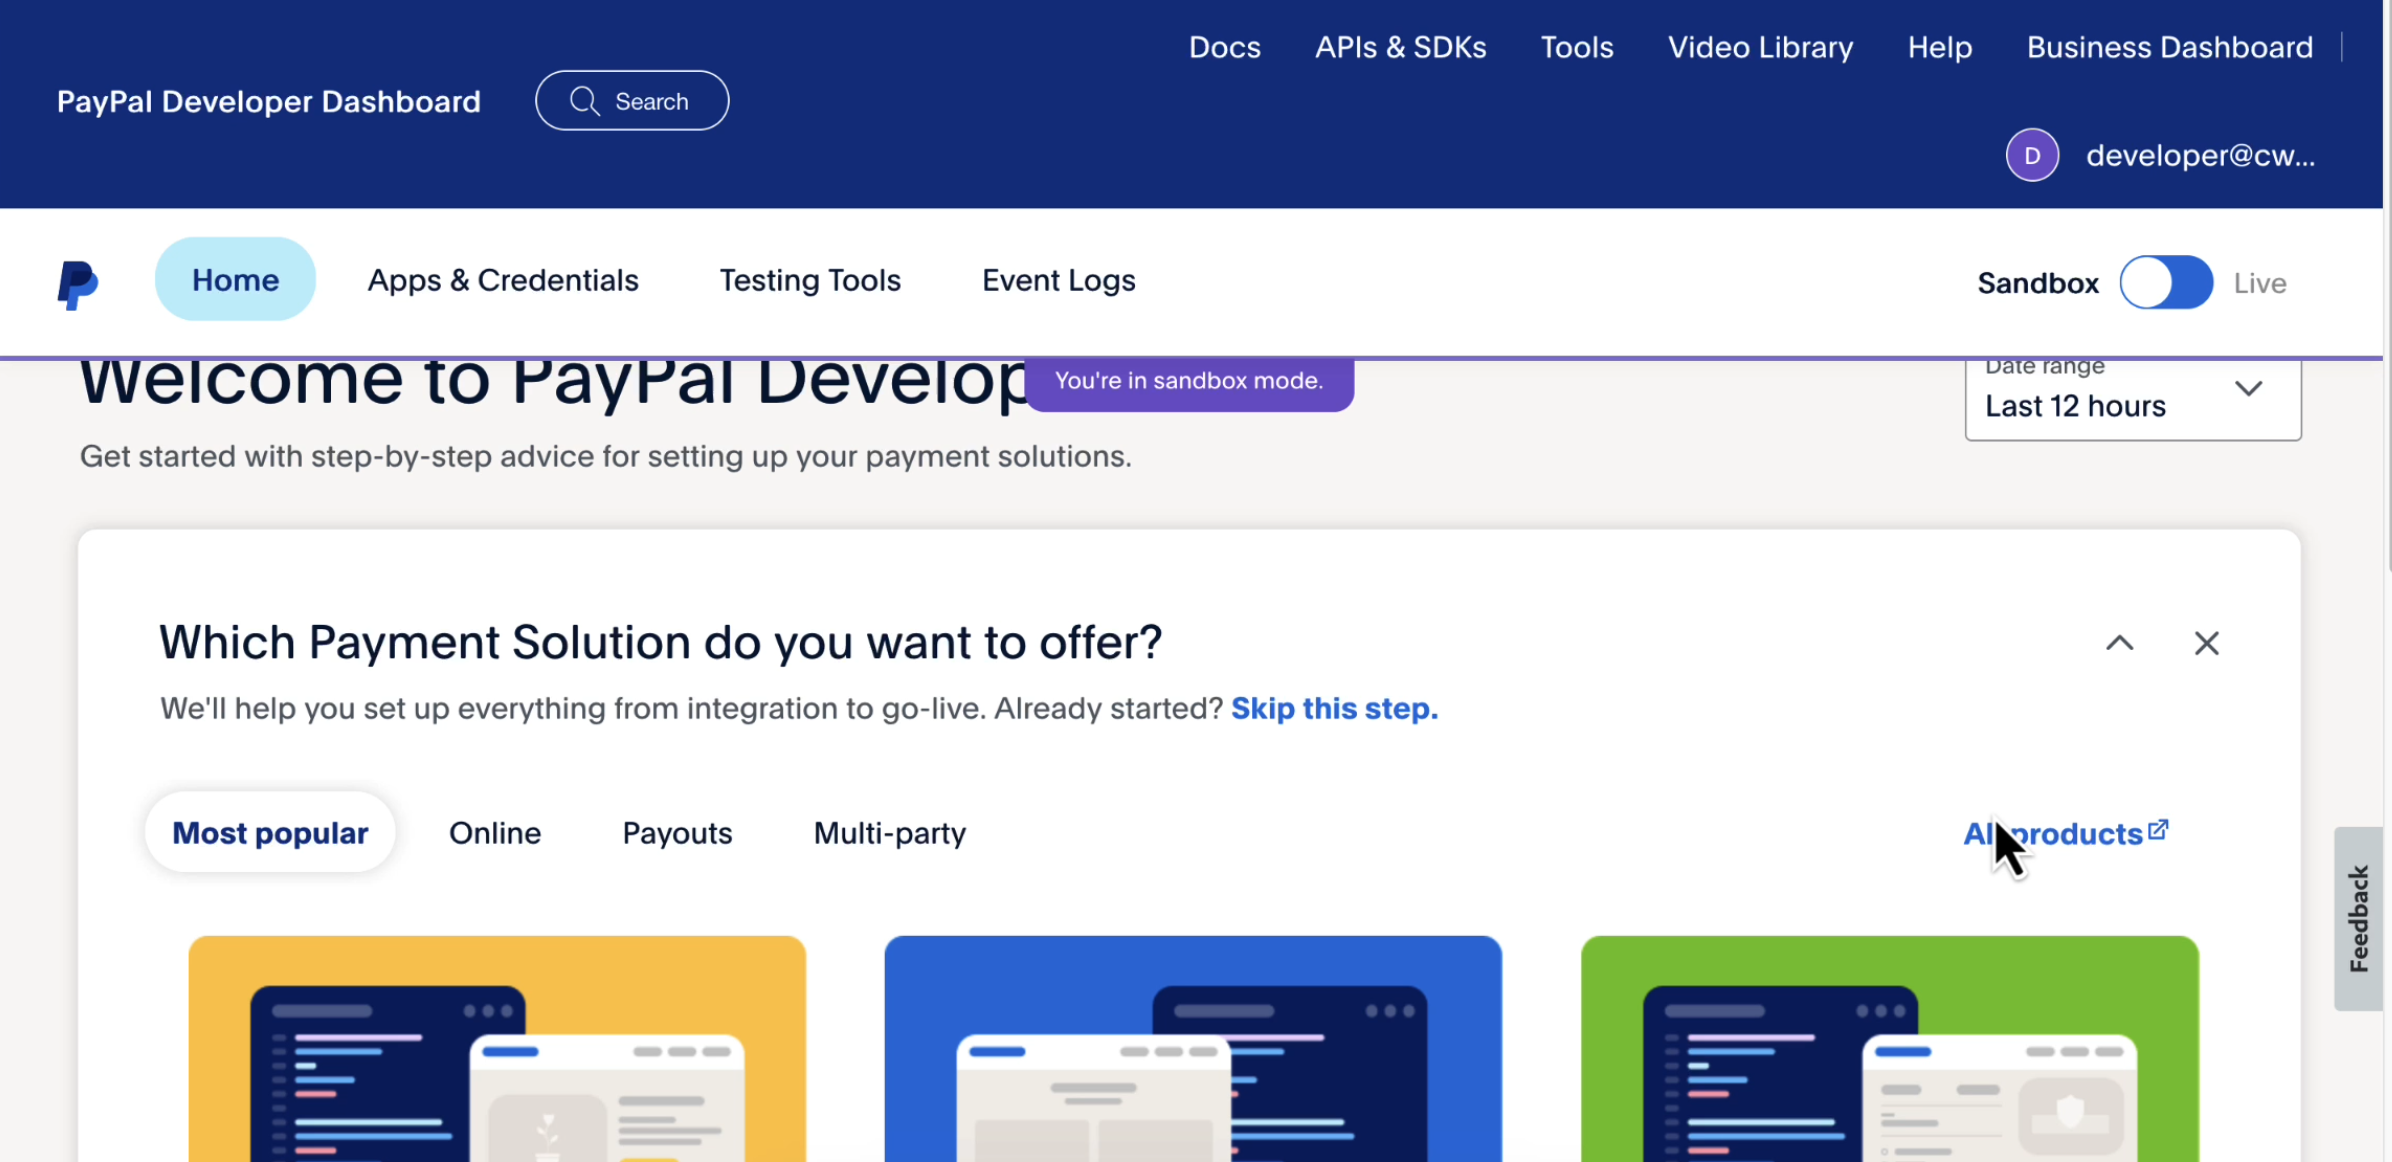 Docs APIs & SDKs Tools Video Library Help Business Dashboard
PayPal Developer Dashboard Search
D developer@cw...
Home Apps & Credentials Testing Tools Event Logs Sandbox Live
Welcome to PayPal Develop
You're in sandbox mode.
Date range
Last 12 hours
Get started with step-by-step advice for setting up your payment solutions.
Which Payment Solution do you want to offer?
We'll help you set up everything from integration to go-live. Already started? Skip this step.
Most popular Online Payouts Multi-party All products
Feedback